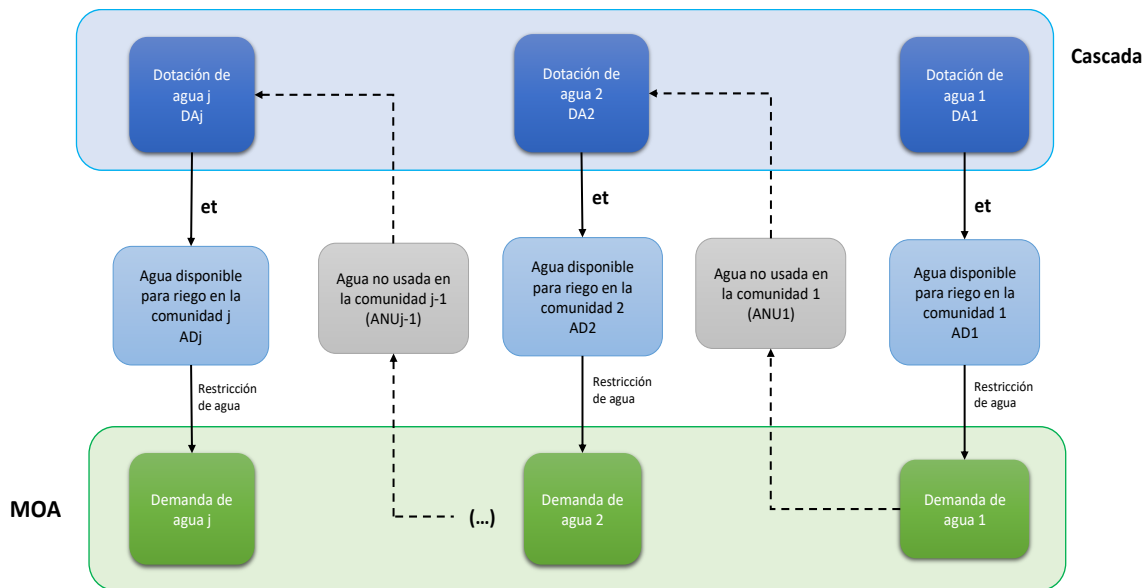 Cascada
Dotación de
agua j
DAj
Dotación de
agua 2
DA2
Dotación de
agua 1
DA1
et
et
et
Agua disponible
para riego en la
comunidad j
ADj
Agua no usada en
la comunidad j-1
(ANUj-1)
Agua disponible
para riego en la
comunidad 2
AD2
Agua no usada en
la comunidad 1
(ANU1)
Agua disponible
para riego en la
comunidad 1
AD1
Restricción
de agua
Restricción
de agua
Restricción
de agua
MOA
Demanda de
agua j
(...)
Demanda de
agua 2
Demanda de
agua 1